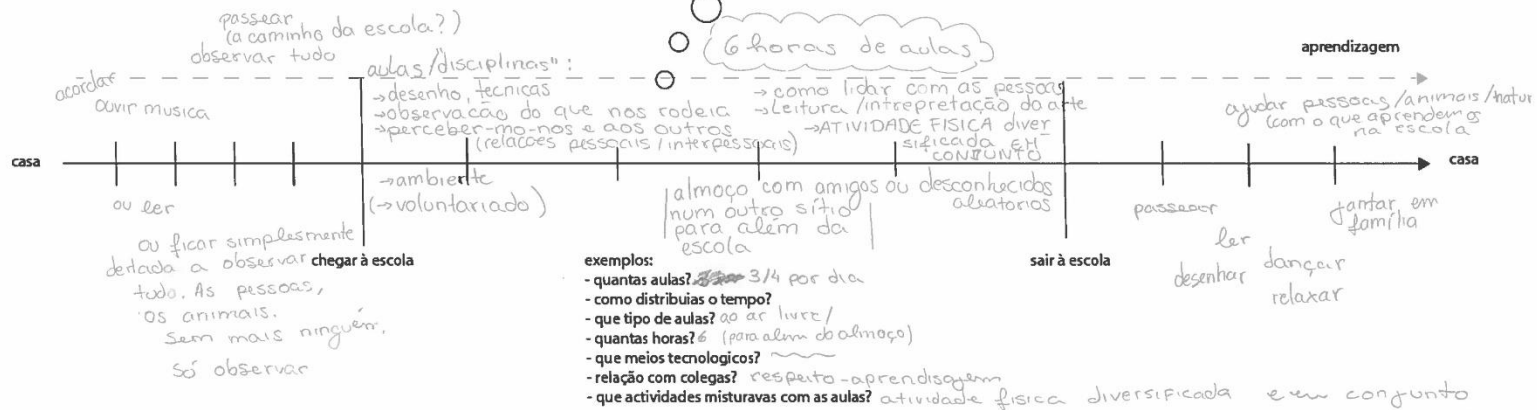 passear
(a caminho da escola?)
observar tudo
6 horas de aulas
aprendizagem
acordar
ouvir musica
aulas/disciplinas":
→desenho, tecnicas
→observação do que nos rodeia
→perceber-mo-nos e aos outros
(relações pessoais/interpessoais)
→como lidar com as pessoas
→Leitura/intrepretação da arte
→ATIVIDADE FISICA diver
sificada EM
CONJUNTO
ajudar pessoas/animais/natur
(com o que aprendemos
na escola
casa
casa
→ambiente
(→voluntariado)
ou ler
ou ficar simplesmente
deitada a observar
tudo. As pessoas,
os animais.
Sem mais ninguém.
Só observar
chegar à escola
almoço com amigos ou desconhecidos
aleatorios
num outro sítio
para além da
escola
sair à escola
passear
ler
desenhar
dançar
relaxar
jantar em
família
exemplos:
- quantas aulas? 3/4 por dia
- como distribuias o tempo?
- que tipo de aulas? ao ar livre/
- quantas horas? 6 (para alem do almoço)
- que meios tecnologicos?
- relação com colegas? respeito-aprendisagem
- que actividades misturavas com as aulas? atividade fisica diversificada e em conjunto